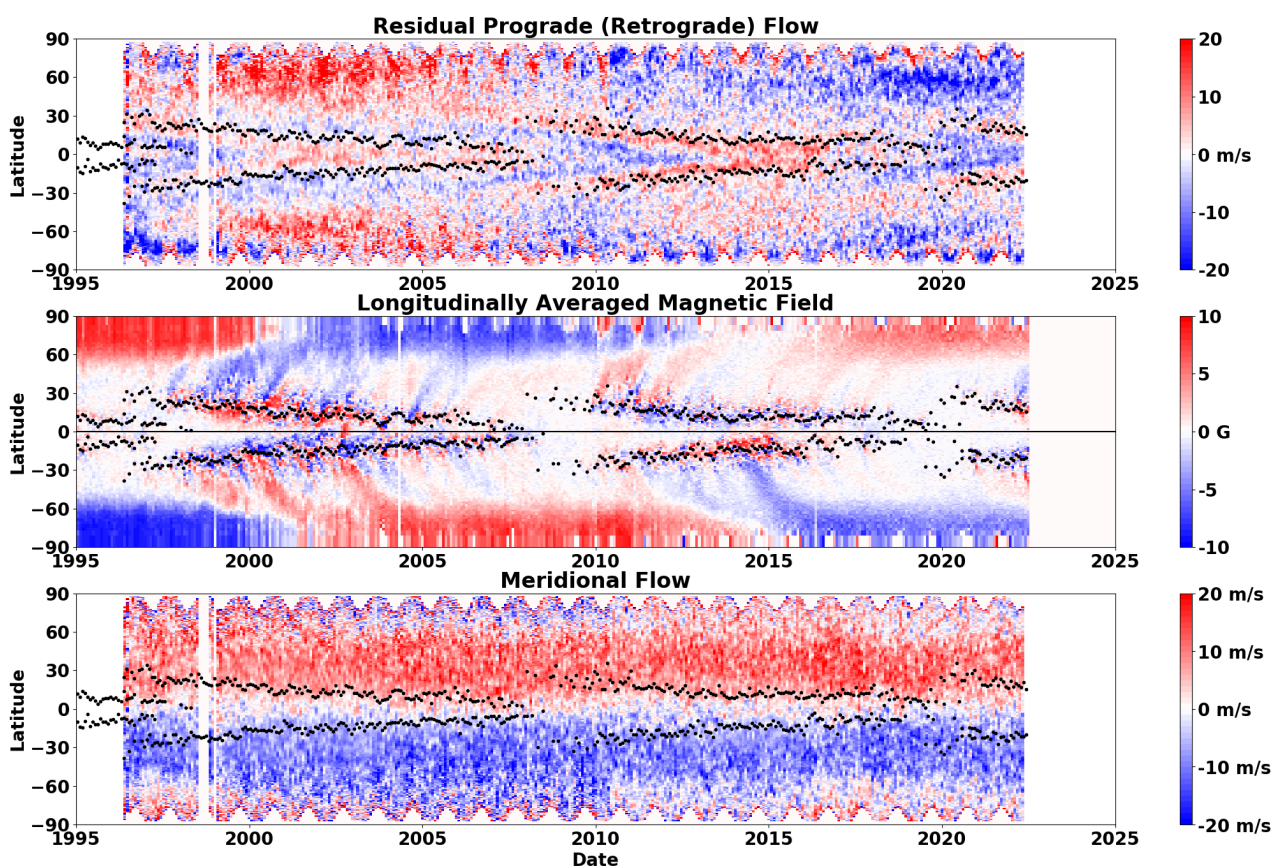 Residual Prograde (Retrograde) Flow
90
60
30
0
−30
−60
−90
Latitude
1995 2000 2005 2010 2015 2020 2025
20
10
0 m/s
-10
-20
Longitudinally Averaged Magnetic Field
90
60
30
0
−30
−60
−90
Latitude
1995 2000 2005 2010 2015 2020 2025
10
5
0 G
-5
-10
Meridional Flow
90
60
30
0
−30
−60
−90
Latitude
1995 2000 2005 2010 2015 2020 2025
Date
20 m/s
10 m/s
0 m/s
-10 m/s
-20 m/s